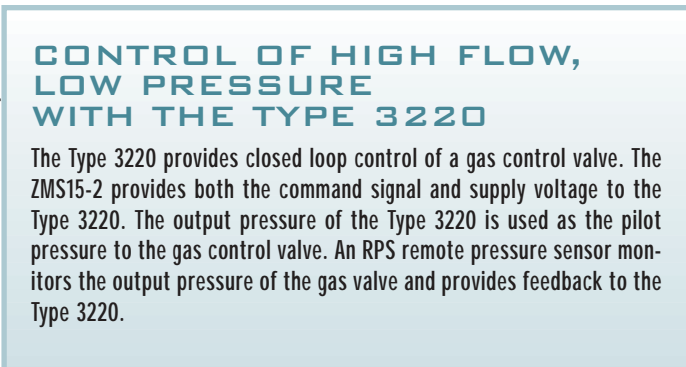 CONTROL OF HIGH FLOW,
LOW PRESSURE
WITH THE TYPE 3220
The Type 3220 provides closed loop control of a gas control valve. The
ZMS15-2 provides both the command signal and supply voltage to the
Type 3220. The output pressure of the Type 3220 is used as the pilot
pressure to the gas control valve. An RPS remote pressure sensor mon-
itors the output pressure of the gas valve and provides feedback to the
Type 3220.